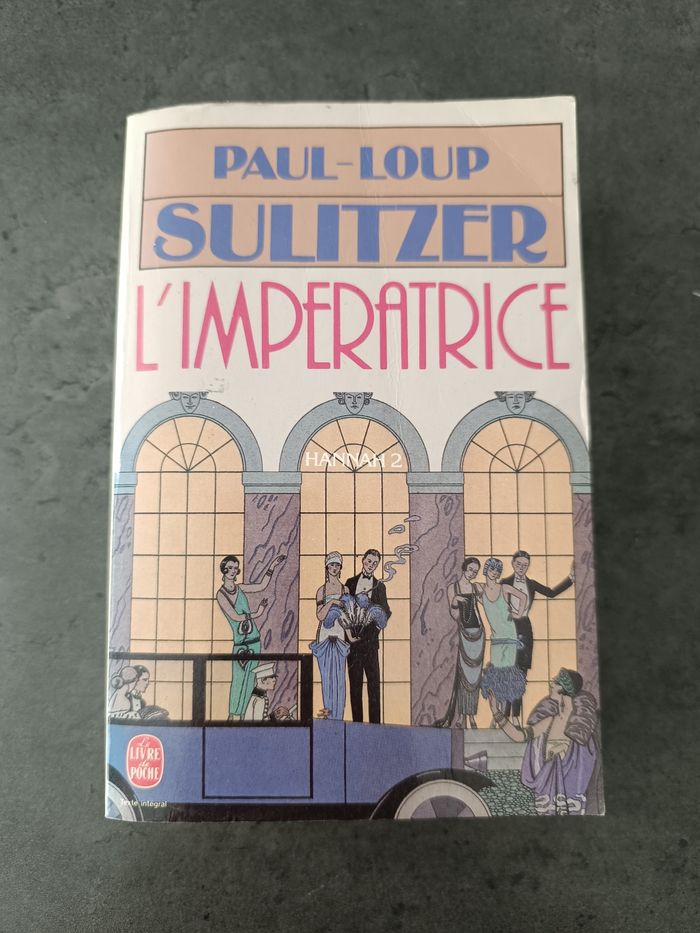 PAUL-LOUP
SULITZER
L'IMPERATRICE
HANNAH 2
Le
LIVRE
de
POCHE
Texte intégral